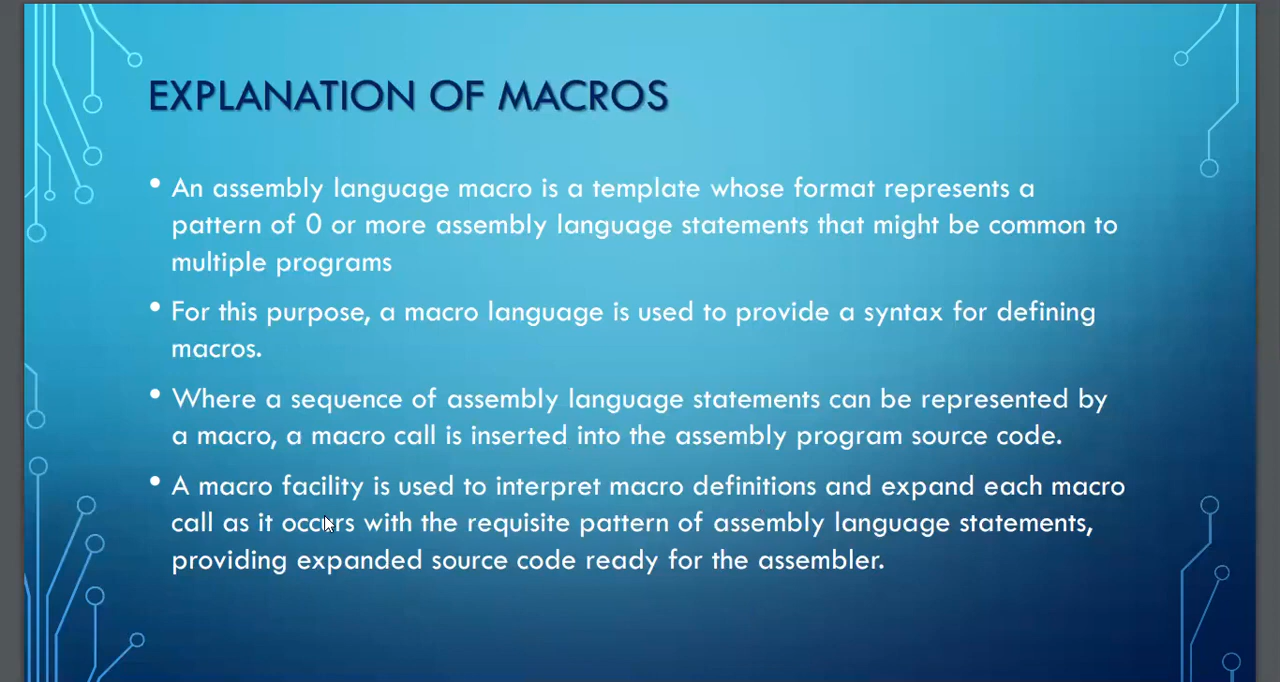 EXPLANATION OF MACROS
• An assembly language macro is a template whose format represents a
pattern of 0 or more assembly language statements that might be common to
multiple programs
• For this purpose, a macro language is used to provide a syntax for defining
macros.
• Where a sequence of assembly language statements can be represented by
a macro, a macro call is inserted into the assembly program source code.
• A macro facility is used to interpret macro definitions and expand each macro
call as it occurs with the requisite pattern of assembly language statements,
providing expanded source code ready for the assembler.